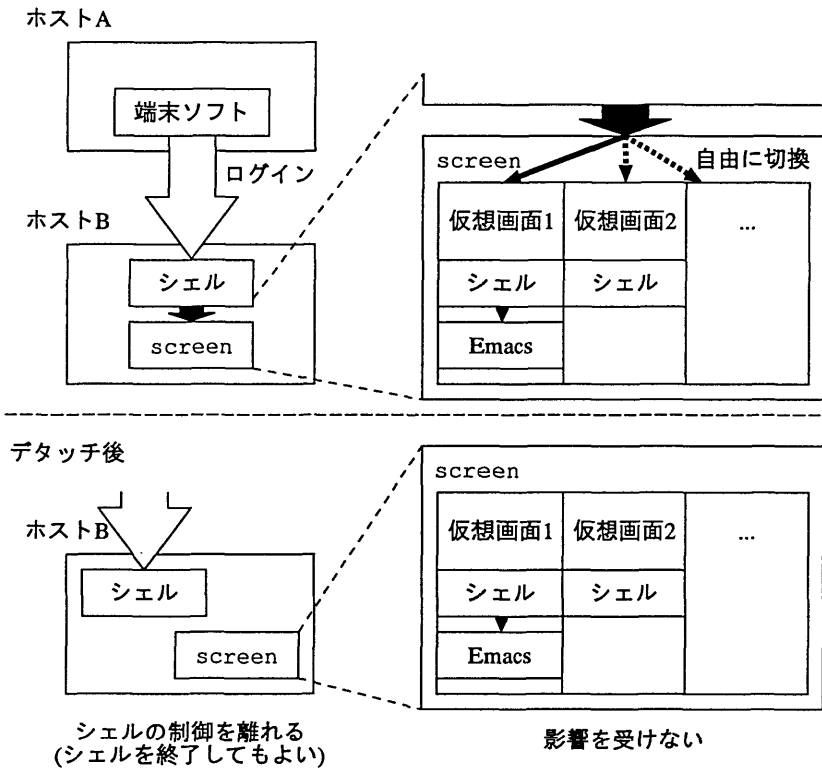 ホストA
端末ソフト
ログイン
ホストB
シェル
screen
screen
自由に切換
仮想画面1
仮想画面2
...
シェル
シェル
Emacs
デタッチ後
ホストB
シェル
screen
シェルの制御を離れる
(シェルを終了してもよい)
screen
仮想画面1
仮想画面2
...
シェル
シェル
Emacs
影響を受けない